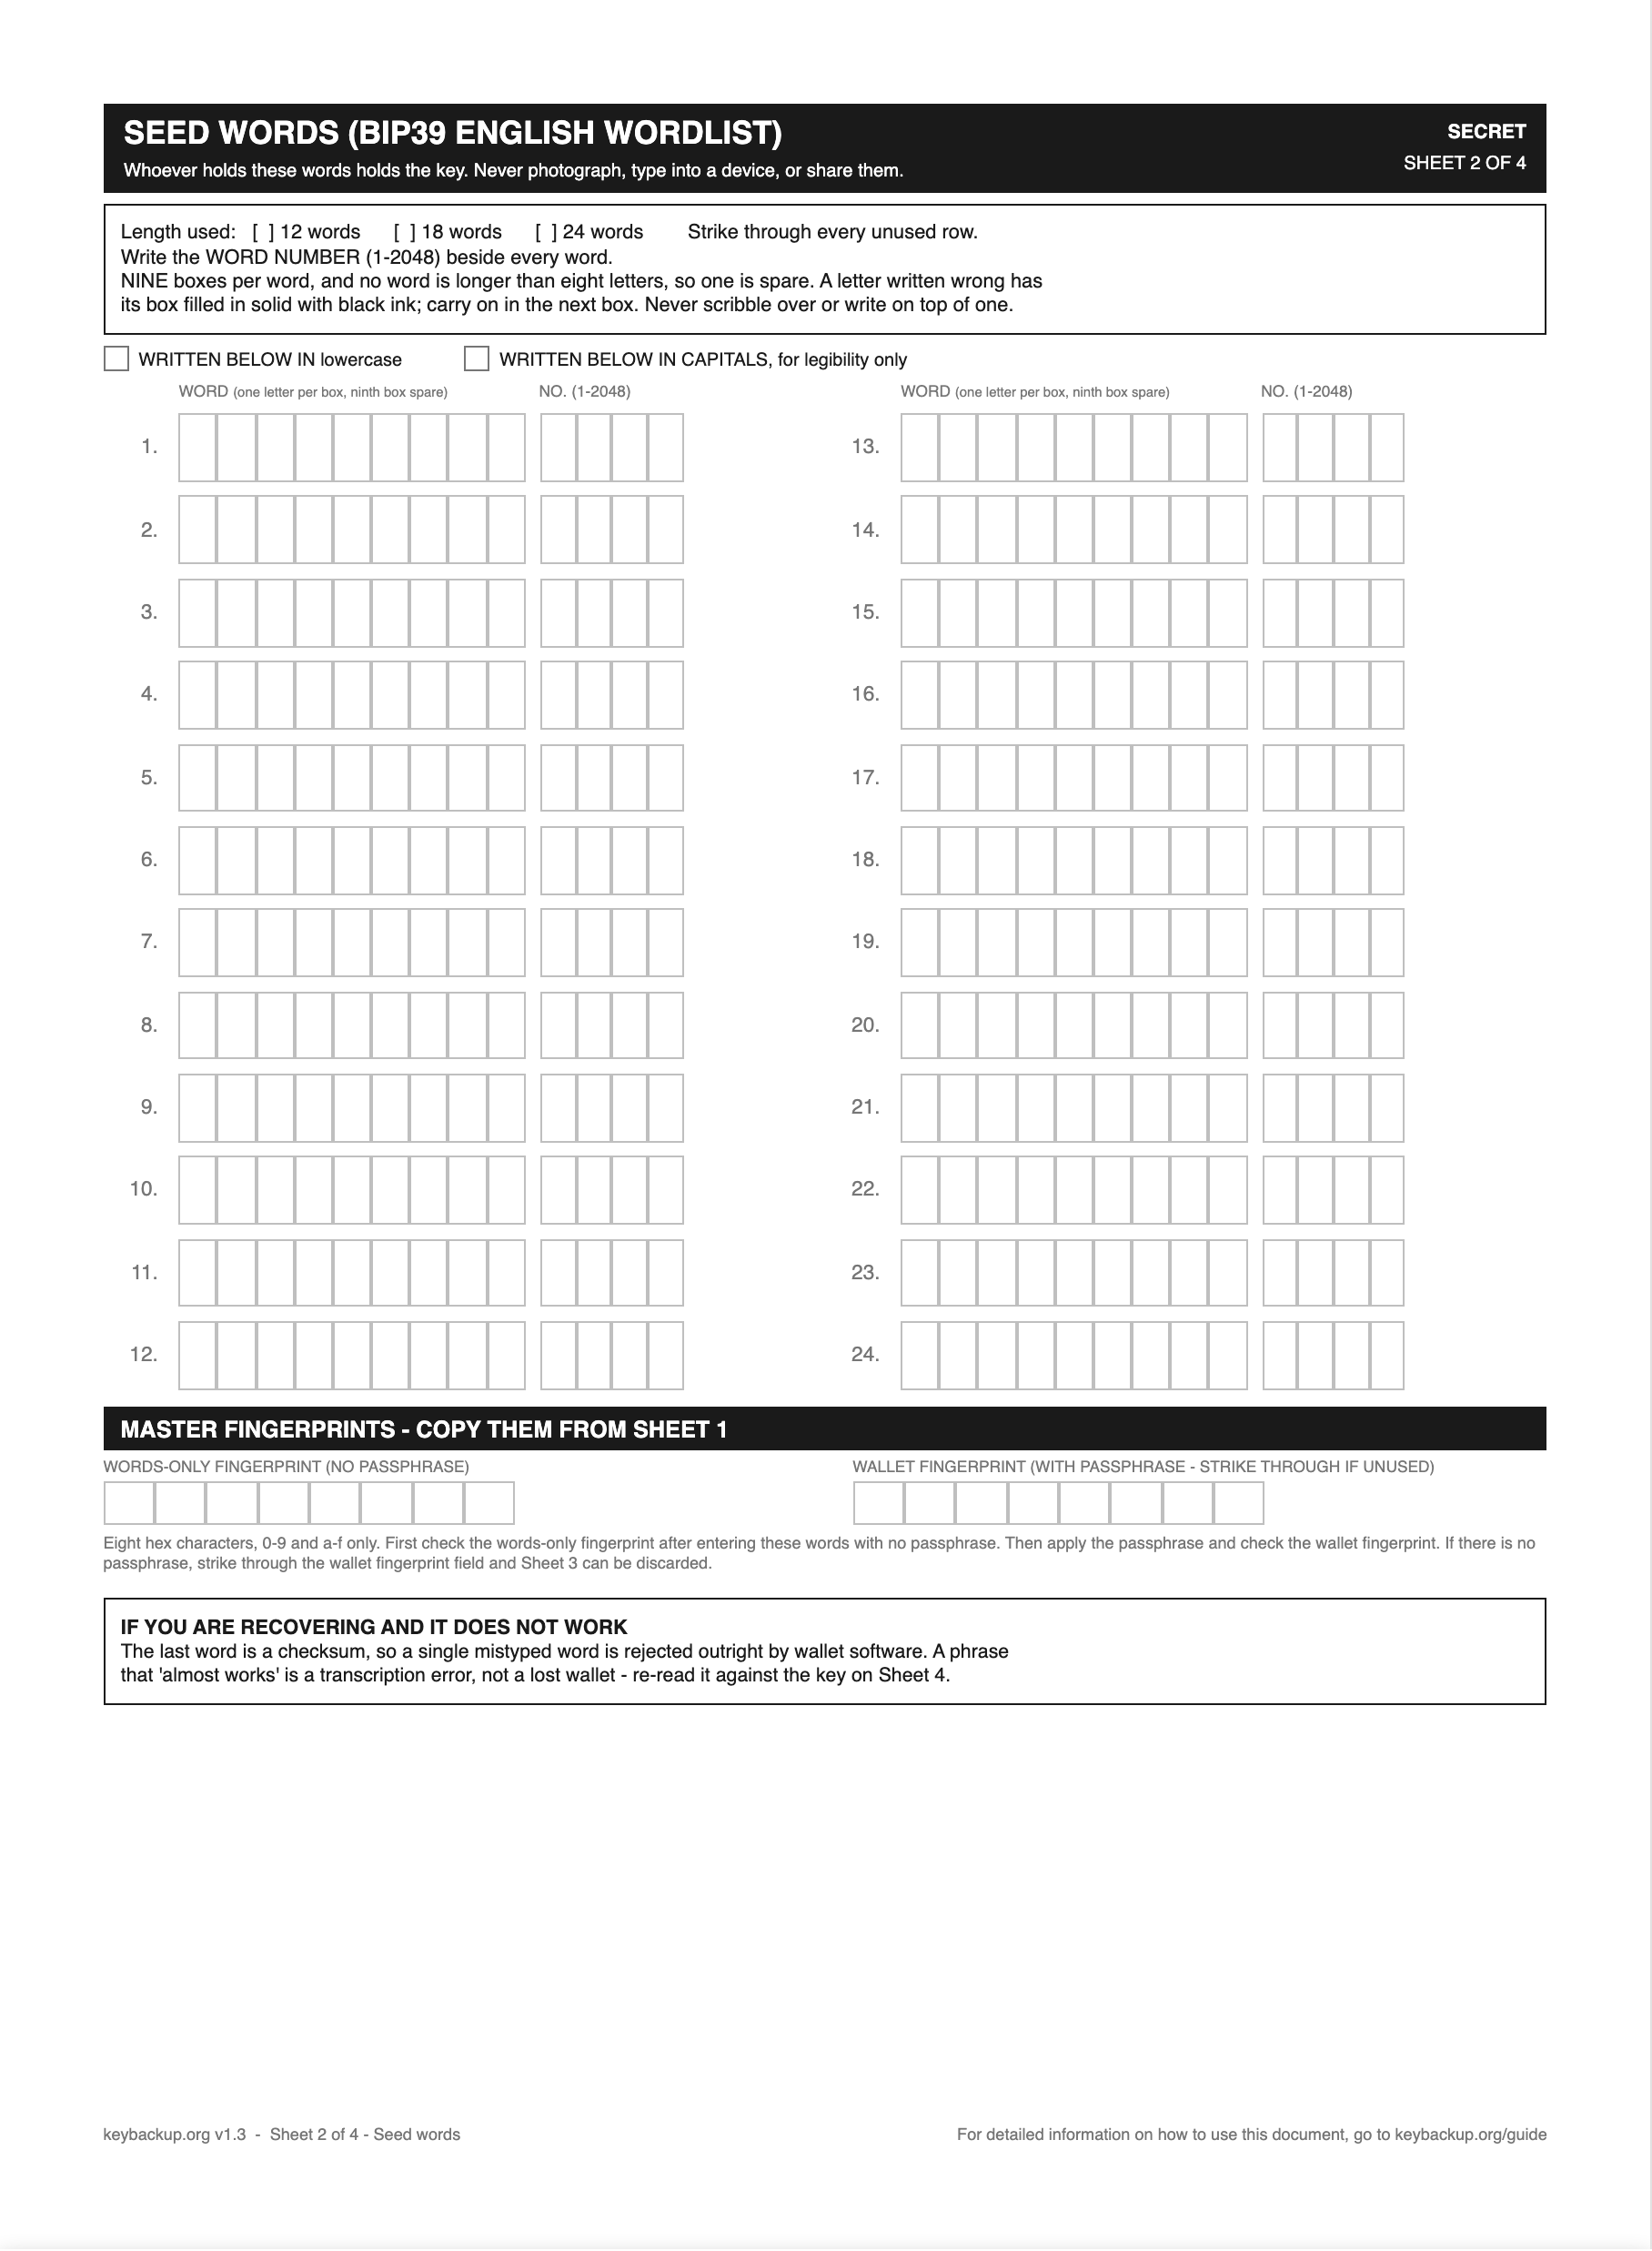 SEED WORDS (BIP39 ENGLISH WORDLIST)
SECRET
Whoever holds these words holds the key. Never photograph, type into a device, or share them.
SHEET 2 OF 4
Length used: [ ] 12 words [ ] 18 words [ ] 24 words Strike through every unused row.
Write the WORD NUMBER (1-2048) beside every word.
NINE boxes per word, and no word is longer than eight letters, so one is spare. A letter written wrong has
its box filled in solid with black ink; carry on in the next box. Never scribble over or write on top of one.
WRITTEN BELOW IN lowercase
WRITTEN BELOW IN CAPITALS, for legibility only
WORD (one letter per box, ninth box spare) NO. (1-2048)
1.
2.
3.
4.
5.
6.
7.
8.
9.
10.
11.
12.
WORD (one letter per box, ninth box spare) NO. (1-2048)
13.
14.
15.
16.
17.
18.
19.
20.
21.
22.
23.
24.
MASTER FINGERPRINTS - COPY THEM FROM SHEET 1
WORDS-ONLY FINGERPRINT (NO PASSPHRASE)
WALLET FINGERPRINT (WITH PASSPHRASE - STRIKE THROUGH IF UNUSED)
Eight hex characters, 0-9 and a-f only. First check the words-only fingerprint after entering these words with no passphrase. Then apply the passphrase and check the wallet fingerprint. If there is no
passphrase, strike through the wallet fingerprint field and Sheet 3 can be discarded.
IF YOU ARE RECOVERING AND IT DOES NOT WORK
The last word is a checksum, so a single mistyped word is rejected outright by wallet software. A phrase
that 'almost works' is a transcription error, not a lost wallet - re-read it against the key on Sheet 4.
keybackup.org v1.3 - Sheet 2 of 4 - Seed words
For detailed information on how to use this document, go to keybackup.org/guide